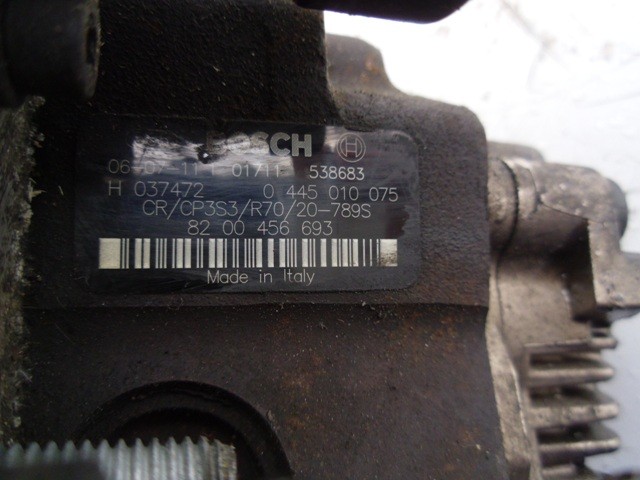 BOSCH
01711 538683
H 037472 0 445 010 075
CR/CP3S3/R70/20-789S
82 00 456 693
Made in Italy